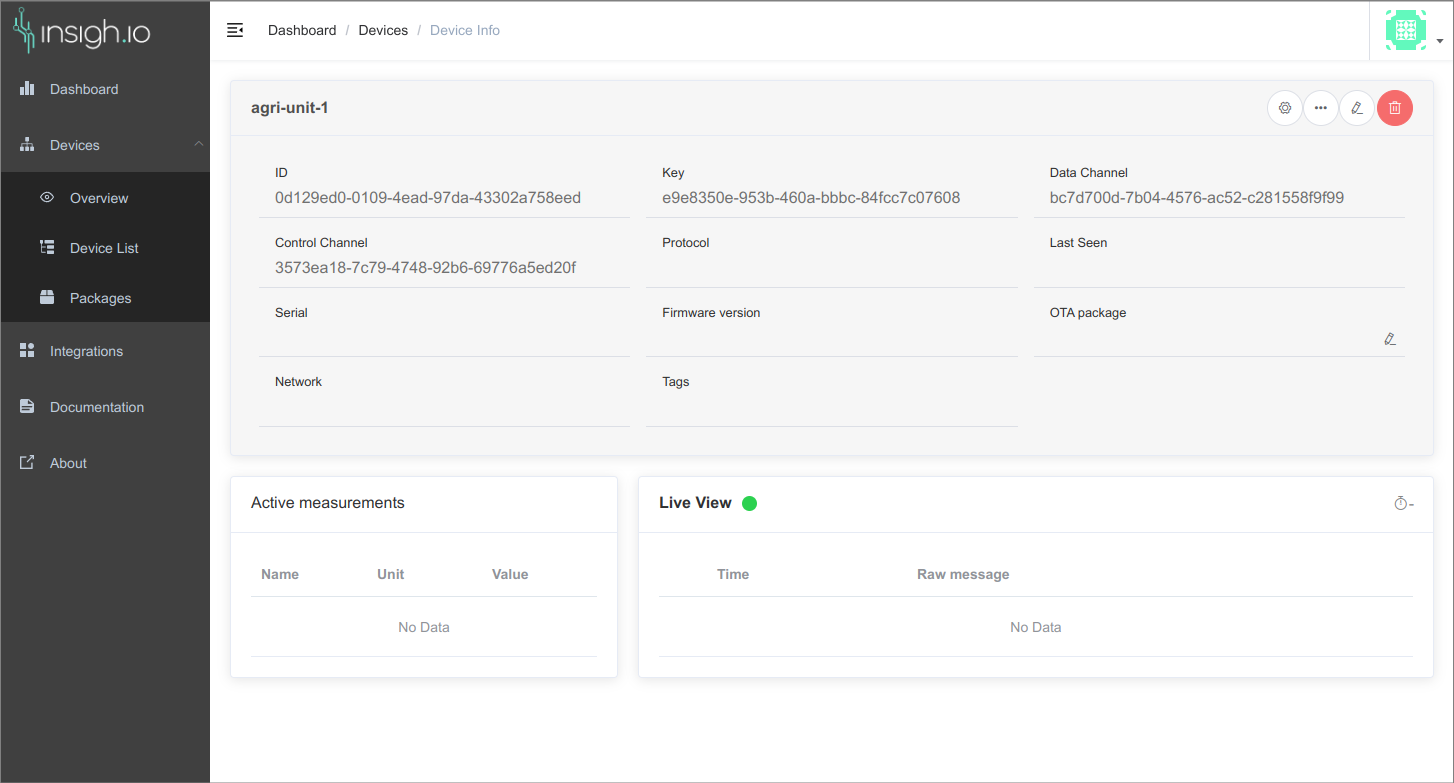 insigh.io
Dashboard / Devices / Device Info
Dashboard
Devices
Overview
Device List
Packages
Integrations
Documentation
About
agri-unit-1
ID
0d129ed0-0109-4ead-97da-43302a758eed
Key
e9e8350e-953b-460a-bbbc-84fcc7c07608
Data Channel
bc7d700d-7b04-4576-ac52-c281558f9f99
Control Channel
3573ea18-7c79-4748-92b6-69776a5ed20f
Protocol
Last Seen
Serial
Firmware version
OTA package
Network
Tags
Active measurements
Name Unit Value
No Data
Live View
Time Raw message
No Data